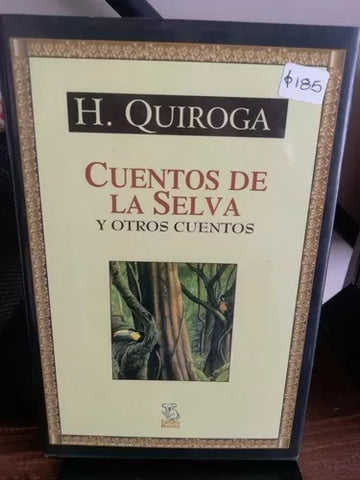 $185
H. QUIROGA
CUENTOS DE
LA SELVA
Y OTROS CUENTOS